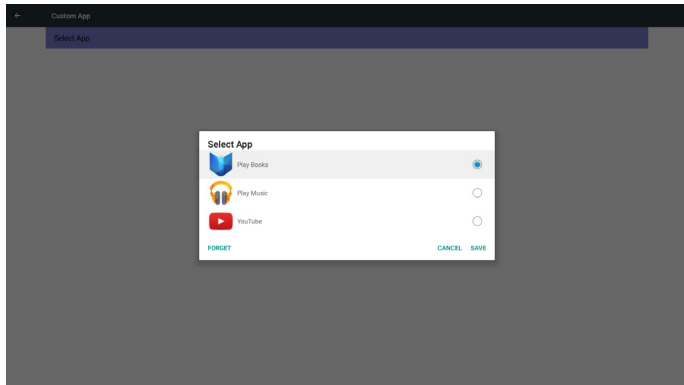 Custom App
Select App
Select App
Play Books
Play Music
YouTube
FORGET CANCEL SAVE